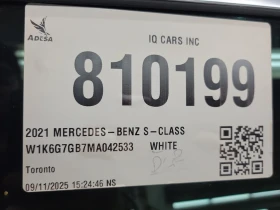 ADESA
IQ CARS INC
810199
2021 MERCEDES-BENZ S-CLASS
W1K6G7GB7MA042533 WHITE
Toronto
09/11/2025 15:24:46 NS